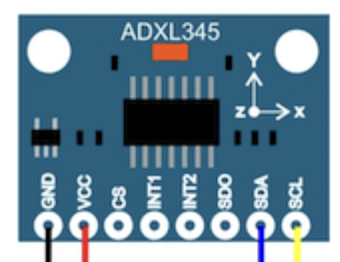 ADXL345
Y
Z X
GND VCC CS INT1 INT2 SDO SDA SCL